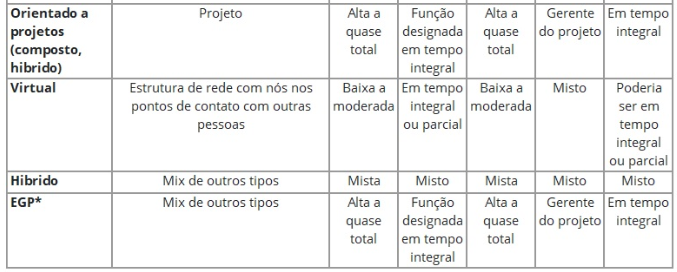 Orientado a projetos (composto, hibrido) Projeto Alta a quase total Função designada em tempo integral Alta a quase total Gerente do projeto Em tempo integral
Virtual Estrutura de rede com nós nos pontos de contato com outras pessoas Baixa a moderada Em tempo integral ou parcial Baixa a moderada Misto Poderia ser em tempo integral ou parcial
Hibrido Mix de outros tipos Mista Misto Mista Misto Misto
EGP* Mix de outros tipos Alta a quase total Função designada em tempo integral Alta a quase total Gerente do projeto Em tempo integral